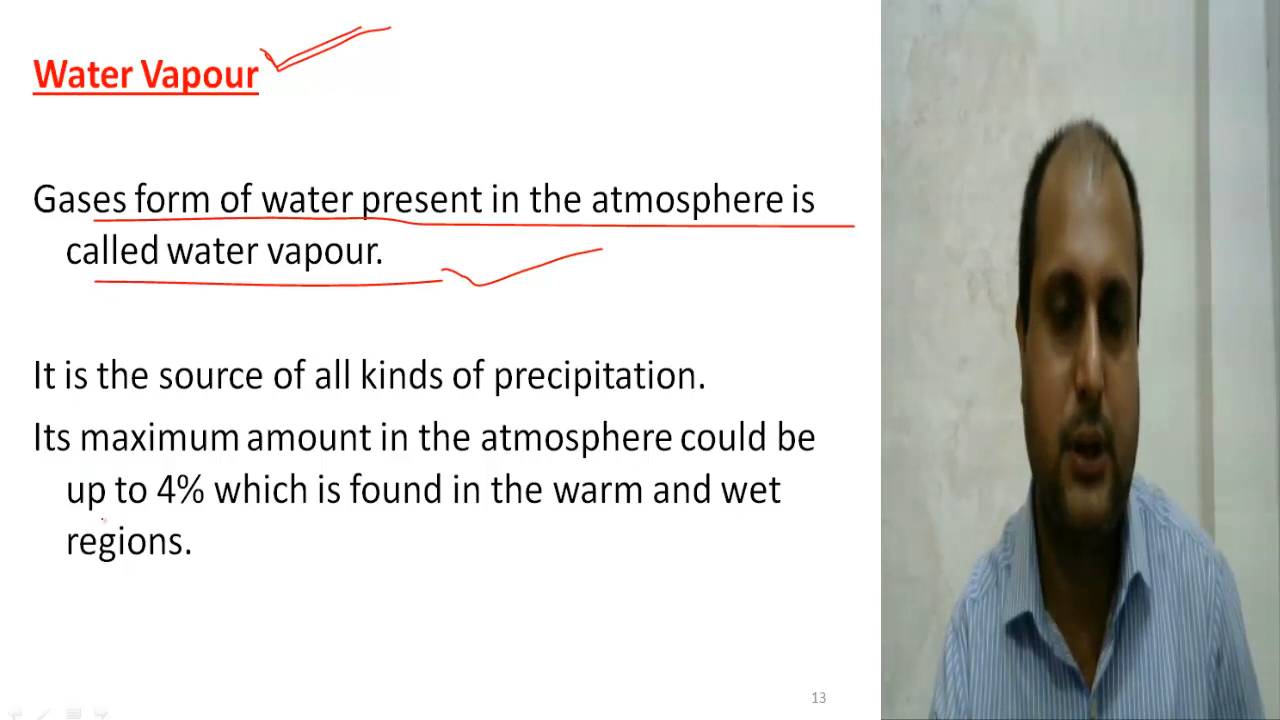 Water Vapour
Gases form of water present in the atmosphere is
called water vapour.
It is the source of all kinds of precipitation.
Its maximum amount in the atmosphere could be
up to 4% which is found in the warm and wet
regions.
13